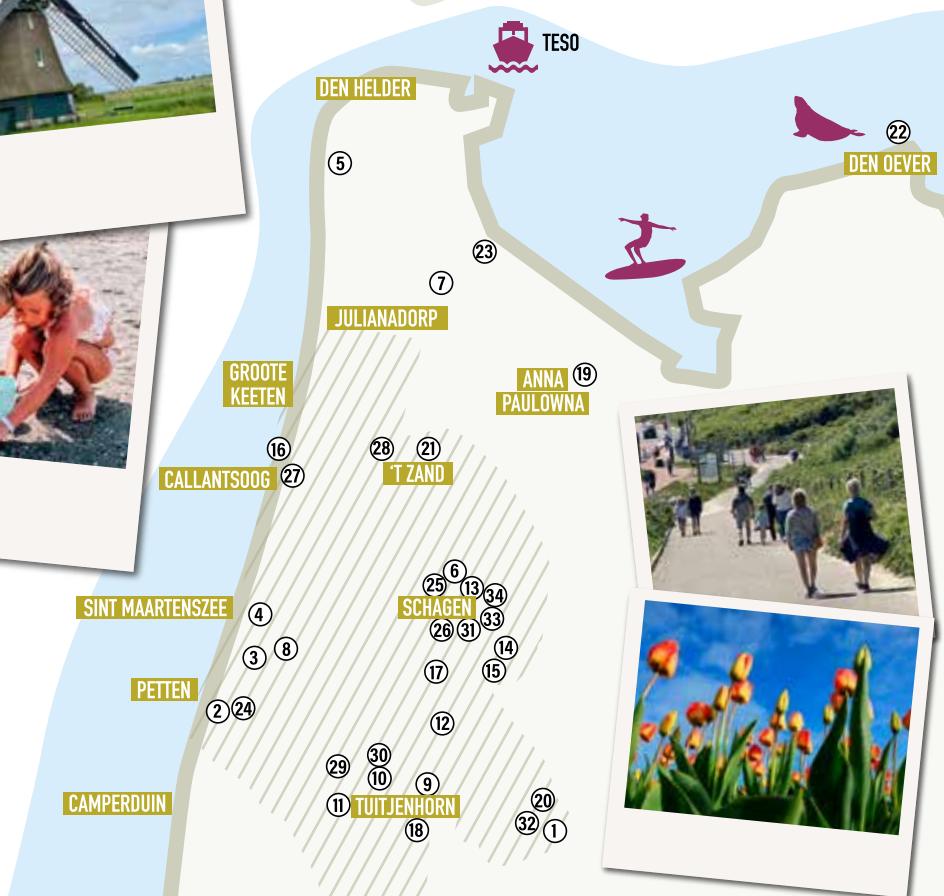 TESO
DEN HELDER
22
DEN OEVER
5
23
7
JULIANADORP
GROOTE
KEETEN
19
ANNA
PAULOWNA
16
28
21
CALLANTSOOG
27
'T ZAND
6
25
13
34
SINT MAARTENSZEE
4
SCHAGEN
33
26
31
3
8
14
17
15
PETTEN
2
24
12
29
30
10
9
CAMPERDUIN
11
TUITJENHORN
20
18
32
1